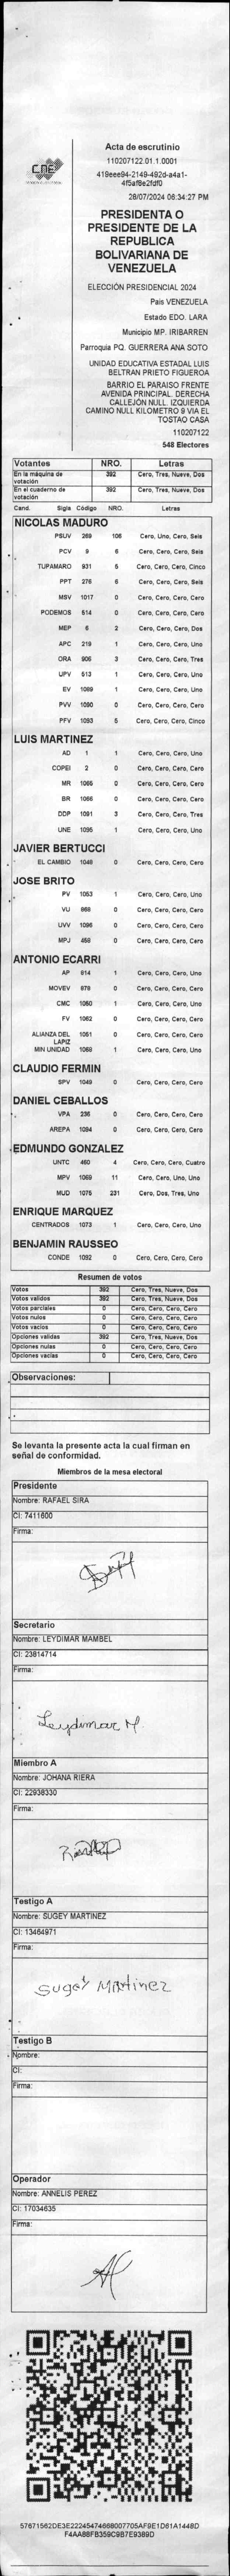 CNE
Acta de escrutinio
110207122.01.1.0001
419eee94-2149-492d-a4a1-
4f5af8e2fdf0
28/07/2024 06:34:27 PM
PRESIDENTA O
PRESIDENTE DE LA
REPUBLICA
BOLIVARIANA DE
VENEZUELA
ELECCIÓN PRESIDENCIAL 2024
Pais VENEZUELA
Estado EDO. LARA
Municipio MP. IRIBARREN
Parroquia PQ. GUERRERA ANA SOTO
UNIDAD EDUCATIVA ESTADAL LUIS
BELTRAN PRIETO FIGUEROA
BARRIO EL PARAISO FRENTE
AVENIDA PRINCIPAL. DERECHA
CALLEJÓN NULL. IZQUIERDA
CAMINO NULL KILOMETRO 9 VIA EL
TOSTAO CASA
110207122
548 Electores
Votantes NRO. Letras
En la máquina de votación 392 Cero, Tres, Nueve, Dos
En el cuaderno de votación 392 Cero, Tres, Nueve, Dos
Cand. Sigla Código NRO. Letras
NICOLAS MADURO
PSUV 269 106 Cero, Uno, Cero, Seis
PCV 9 6 Cero, Cero, Cero, Seis
TUPAMARO 931 5 Cero, Cero, Cero, Cinco
PPT 276 6 Cero, Cero, Cero, Seis
MSV 1017 0 Cero, Cero, Cero, Cero
PODEMOS 514 0 Cero, Cero, Cero, Cero
MEP 6 2 Cero, Cero, Cero, Dos
APC 219 1 Cero, Cero, Cero, Uno
ORA 906 3 Cero, Cero, Cero, Tres
UPV 513 1 Cero, Cero, Cero, Uno
EV 1089 1 Cero, Cero, Cero, Uno
PVV 1090 0 Cero, Cero, Cero, Cero
PFV 1093 5 Cero, Cero, Cero, Cinco
LUIS MARTINEZ
AD 1 1 Cero, Cero, Cero, Uno
COPEI 2 0 Cero, Cero, Cero, Cero
MR 1065 0 Cero, Cero, Cero, Cero
BR 1066 0 Cero, Cero, Cero, Cero
DDP 1091 3 Cero, Cero, Cero, Tres
UNE 1095 1 Cero, Cero, Cero, Uno
JAVIER BERTUCCI
EL CAMBIO 1048 0 Cero, Cero, Cero, Cero
JOSE BRITO
PV 1053 1 Cero, Cero, Cero, Uno
VU 868 0 Cero, Cero, Cero, Cero
UVV 1096 0 Cero, Cero, Cero, Cero
MPJ 458 0 Cero, Cero, Cero, Cero
ANTONIO ECARRI
AP 814 1 Cero, Cero, Cero, Uno
MOVEV 878 0 Cero, Cero, Cero, Cero
CMC 1050 1 Cero, Cero, Cero, Uno
FV 1062 0 Cero, Cero, Cero, Cero
ALIANZA DEL LAPIZ 1051 0 Cero, Cero, Cero, Cero
MIN UNIDAD 1068 1 Cero, Cero, Cero, Uno
CLAUDIO FERMIN
SPV 1049 0 Cero, Cero, Cero, Cero
DANIEL CEBALLOS
VPA 236 0 Cero, Cero, Cero, Cero
AREPA 1094 0 Cero, Cero, Cero, Cero
EDMUNDO GONZALEZ
UNTC 460 4 Cero, Cero, Cero, Cuatro
MPV 1069 11 Cero, Cero, Uno, Uno
MUD 1075 231 Cero, Dos, Tres, Uno
ENRIQUE MARQUEZ
CENTRADOS 1073 1 Cero, Cero, Cero, Uno
BENJAMIN RAUSSEO
CONDE 1092 0 Cero, Cero, Cero, Cero
Resumen de votos
Votos 392 Cero, Tres, Nueve, Dos
Votos validos 392 Cero, Tres, Nueve, Dos
Votos parciales 0 Cero, Cero, Cero, Cero
Votos nulos 0 Cero, Cero, Cero, Cero
Votos vacios 0 Cero, Cero, Cero, Cero
Opciones validas 392 Cero, Tres, Nueve, Dos
Opciones nulas 0 Cero, Cero, Cero, Cero
Opciones vacias 0 Cero, Cero, Cero, Cero
Observaciones:
Se levanta la presente acta la cual firman en
señal de conformidad.
Miembros de la mesa electoral
Presidente
Nombre: RAFAEL SIRA
CI: 7411600
Firma:
Secretario
Nombre: LEYDIMAR MAMBEL
CI: 23814714
Firma:
Leydimar M.
Miembro A
Nombre: JOHANA RIERA
CI: 22938330
Firma:
Testigo A
Nombre: SUGEY MARTINEZ
CI: 13464971
Firma:
Sugey Martinez
Testigo B
Nombre:
CI:
Firma:
Operador
Nombre: ANNELIS PEREZ
CI: 17034635
Firma:
57671562DE3E22245474668007705AF9E1D61A1448D
F4AA88FB359C9B7E9389D